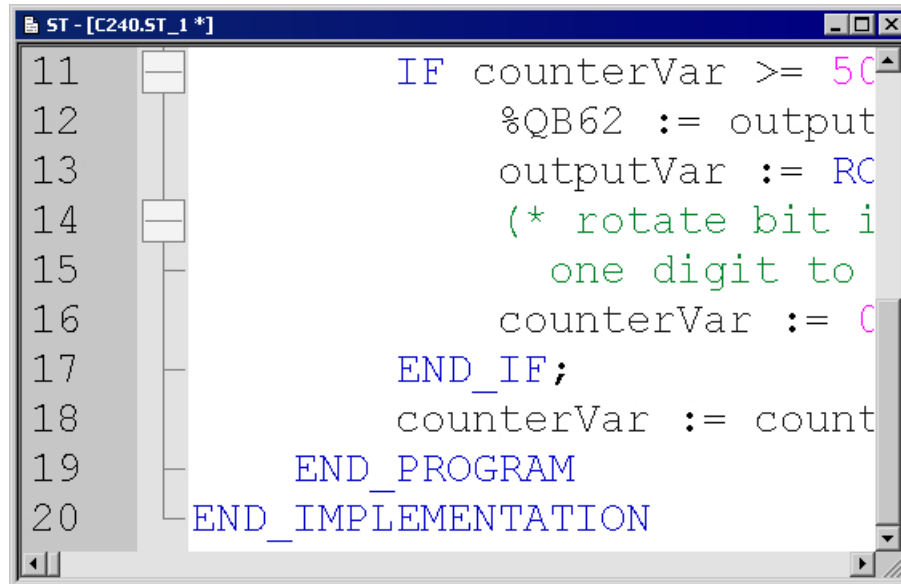 ST - [C240.ST_1 *]
11 IF counterVar >= 50
12 %QB62 := output
13 outputVar := RO
14 (* rotate bit i
15 one digit to
16 counterVar := 0
17 END_IF;
18 counterVar := count
19 END_PROGRAM
20 END_IMPLEMENTATION